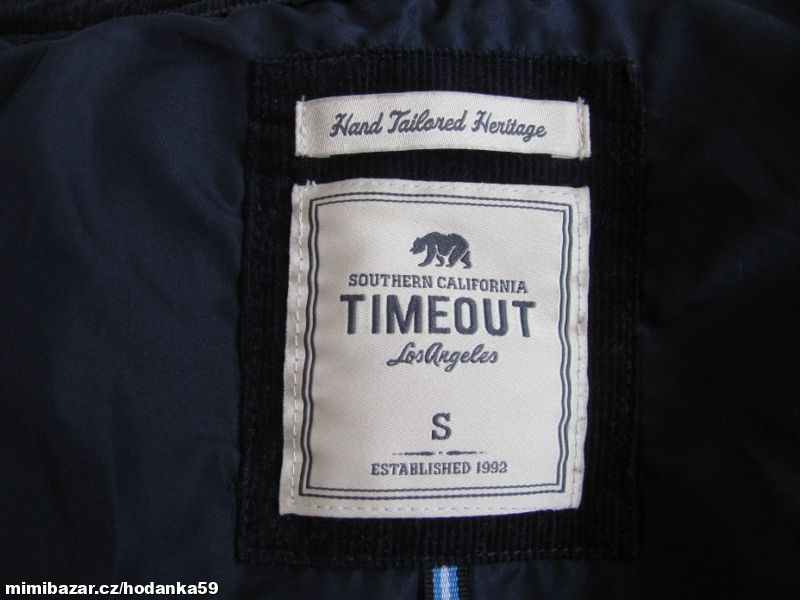 Hand Tailored Heritage
SOUTHERN CALIFORNIA
TIMEOUT
Los Angeles
S
ESTABLISHED 1992
mimibazar.cz/hodanka59